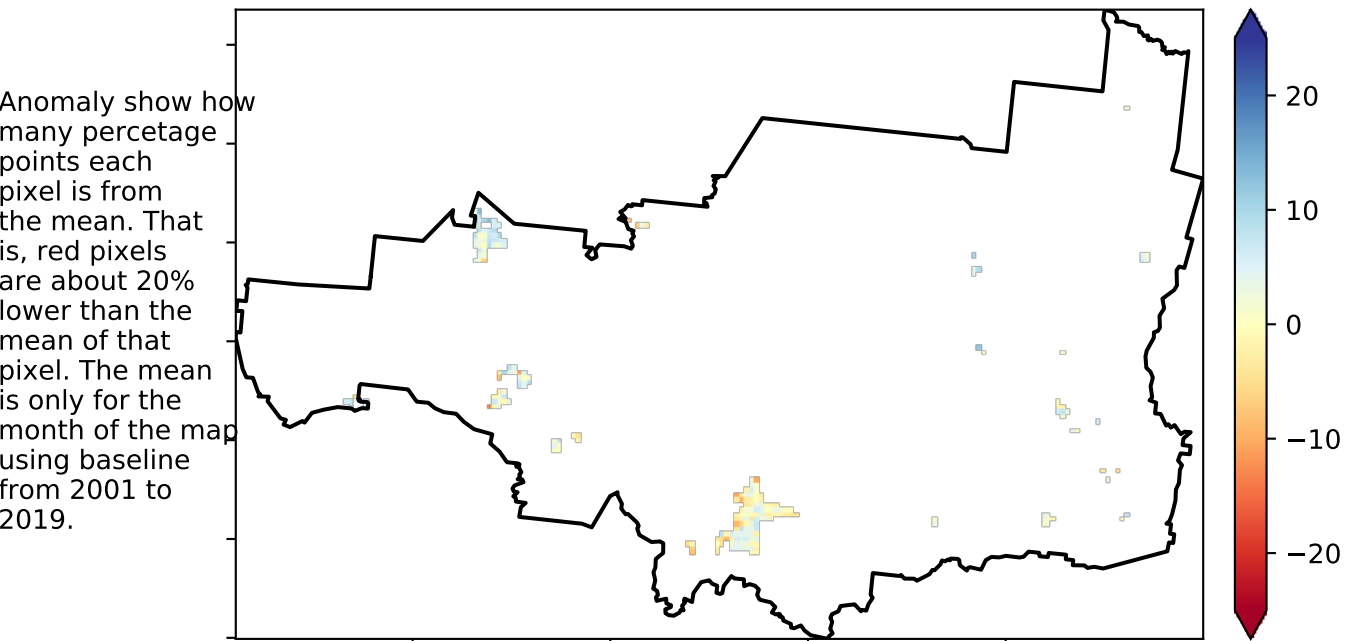 Anomaly show how
many percetage
points each
pixel is from
the mean. That
is, red pixels
are about 20%
lower than the
mean of that
pixel. The mean
is only for the
month of the map
using baseline
from 2001 to
2019.
20
10
0
−10
−20